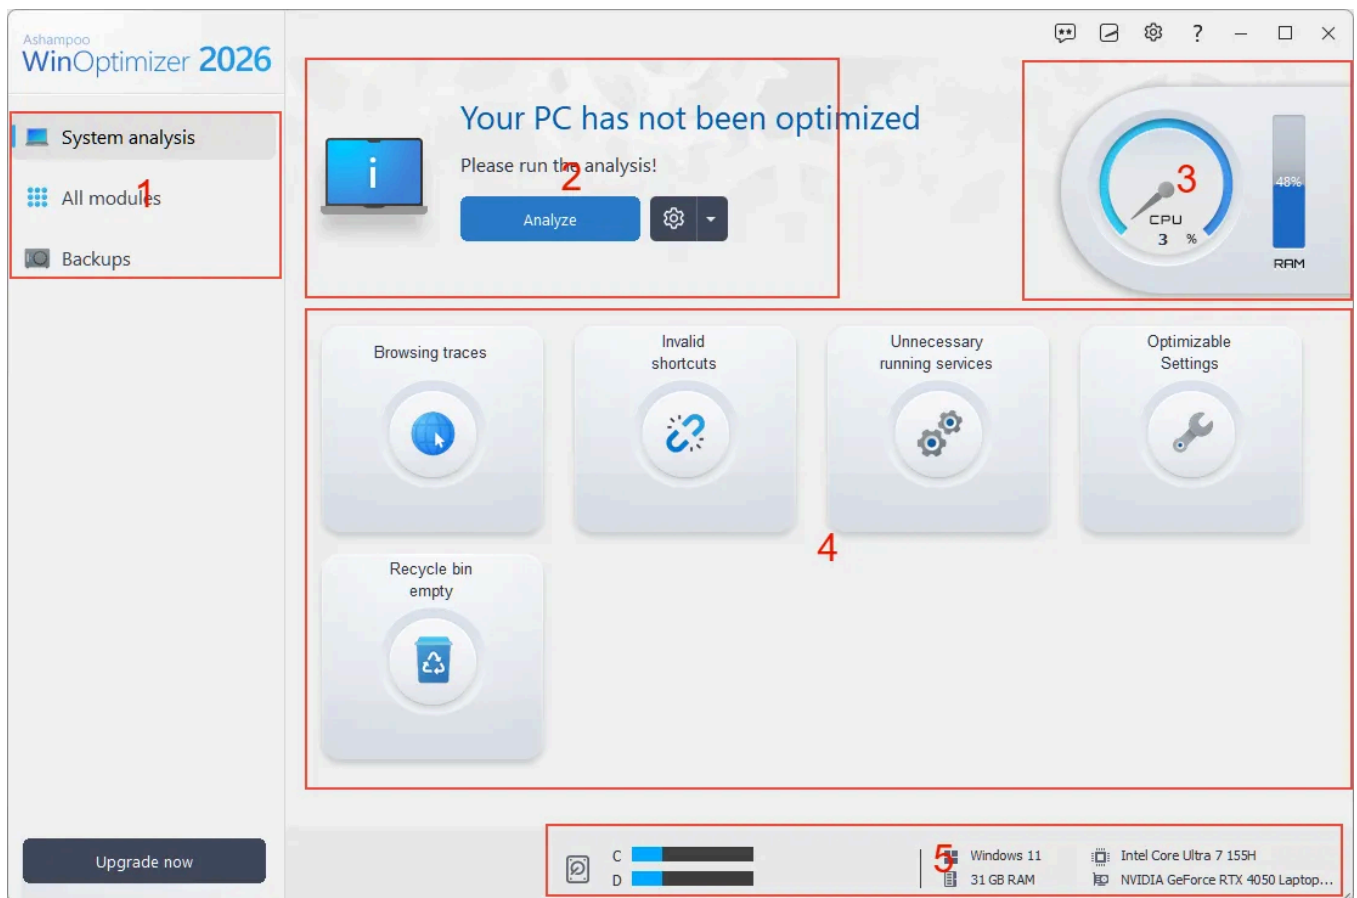 Ashampoo
WinOptimizer 2026
System analysis
1
All modules
Backups
Upgrade now
?
Your PC has not been optimized
Please run the analysis!
2
Analyze
i
3
CPU
3 %
48%
RAM
Browsing traces
Invalid
shortcuts
Unnecessary
running services
Optimizable
Settings
4
Recycle bin
empty
C
D
5
Windows 11
31 GB RAM
Intel Core Ultra 7 155H
NVIDIA GeForce RTX 4050 Laptop...